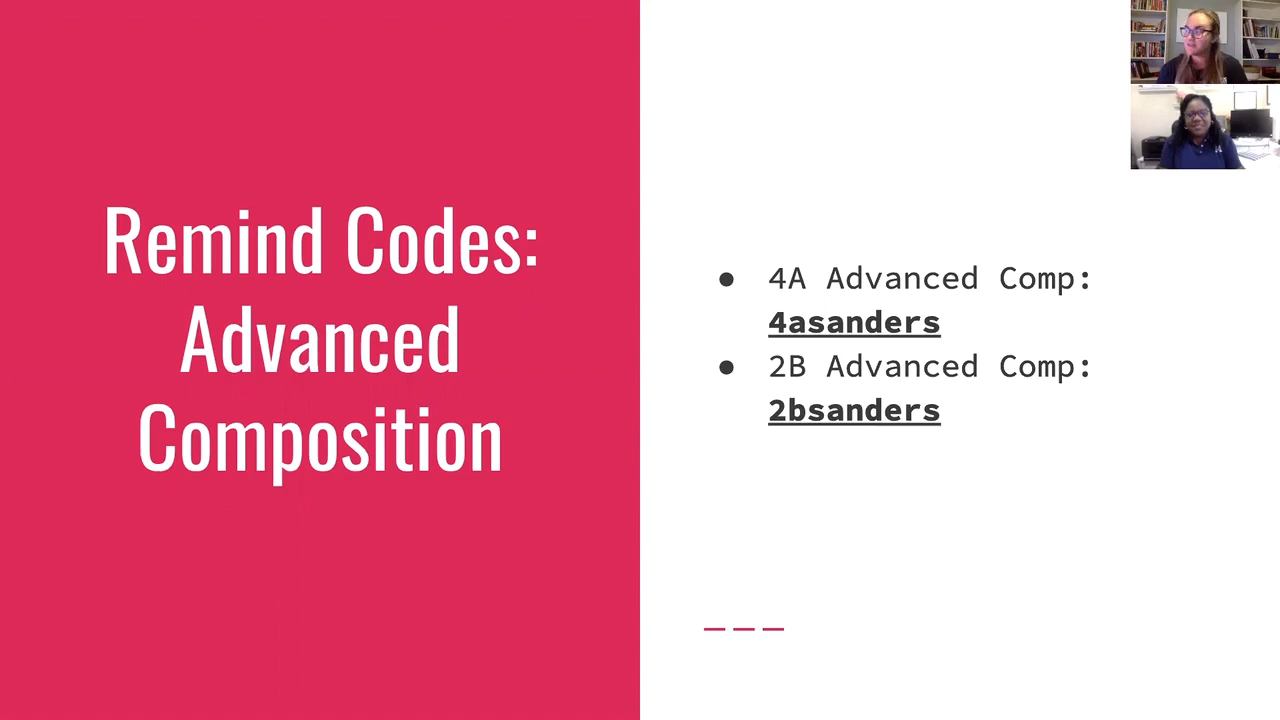 Remind Codes:
Advanced
Composition
● 4A Advanced Comp:
4asanders
● 2B Advanced Comp:
2bsanders